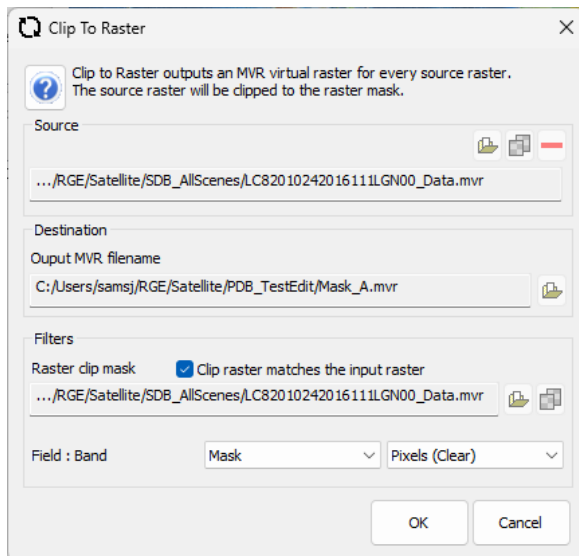 Clip To Raster
Clip to Raster outputs an MVR virtual raster for every source raster.
The source raster will be clipped to the raster mask.
Source
.../RGE/Satellite/SDB_AllScenes/LC82010242016111LGN00_Data.mvr
Destination
Ouput MVR filename
C:/Users/samsj/RGE/Satellite/PDB_TestEdit/Mask_A.mvr
Filters
Raster clip mask Clip raster matches the input raster
.../RGE/Satellite/SDB_AllScenes/LC82010242016111LGN00_Data.mvr
Field : Band Mask Pixels (Clear)
OK Cancel